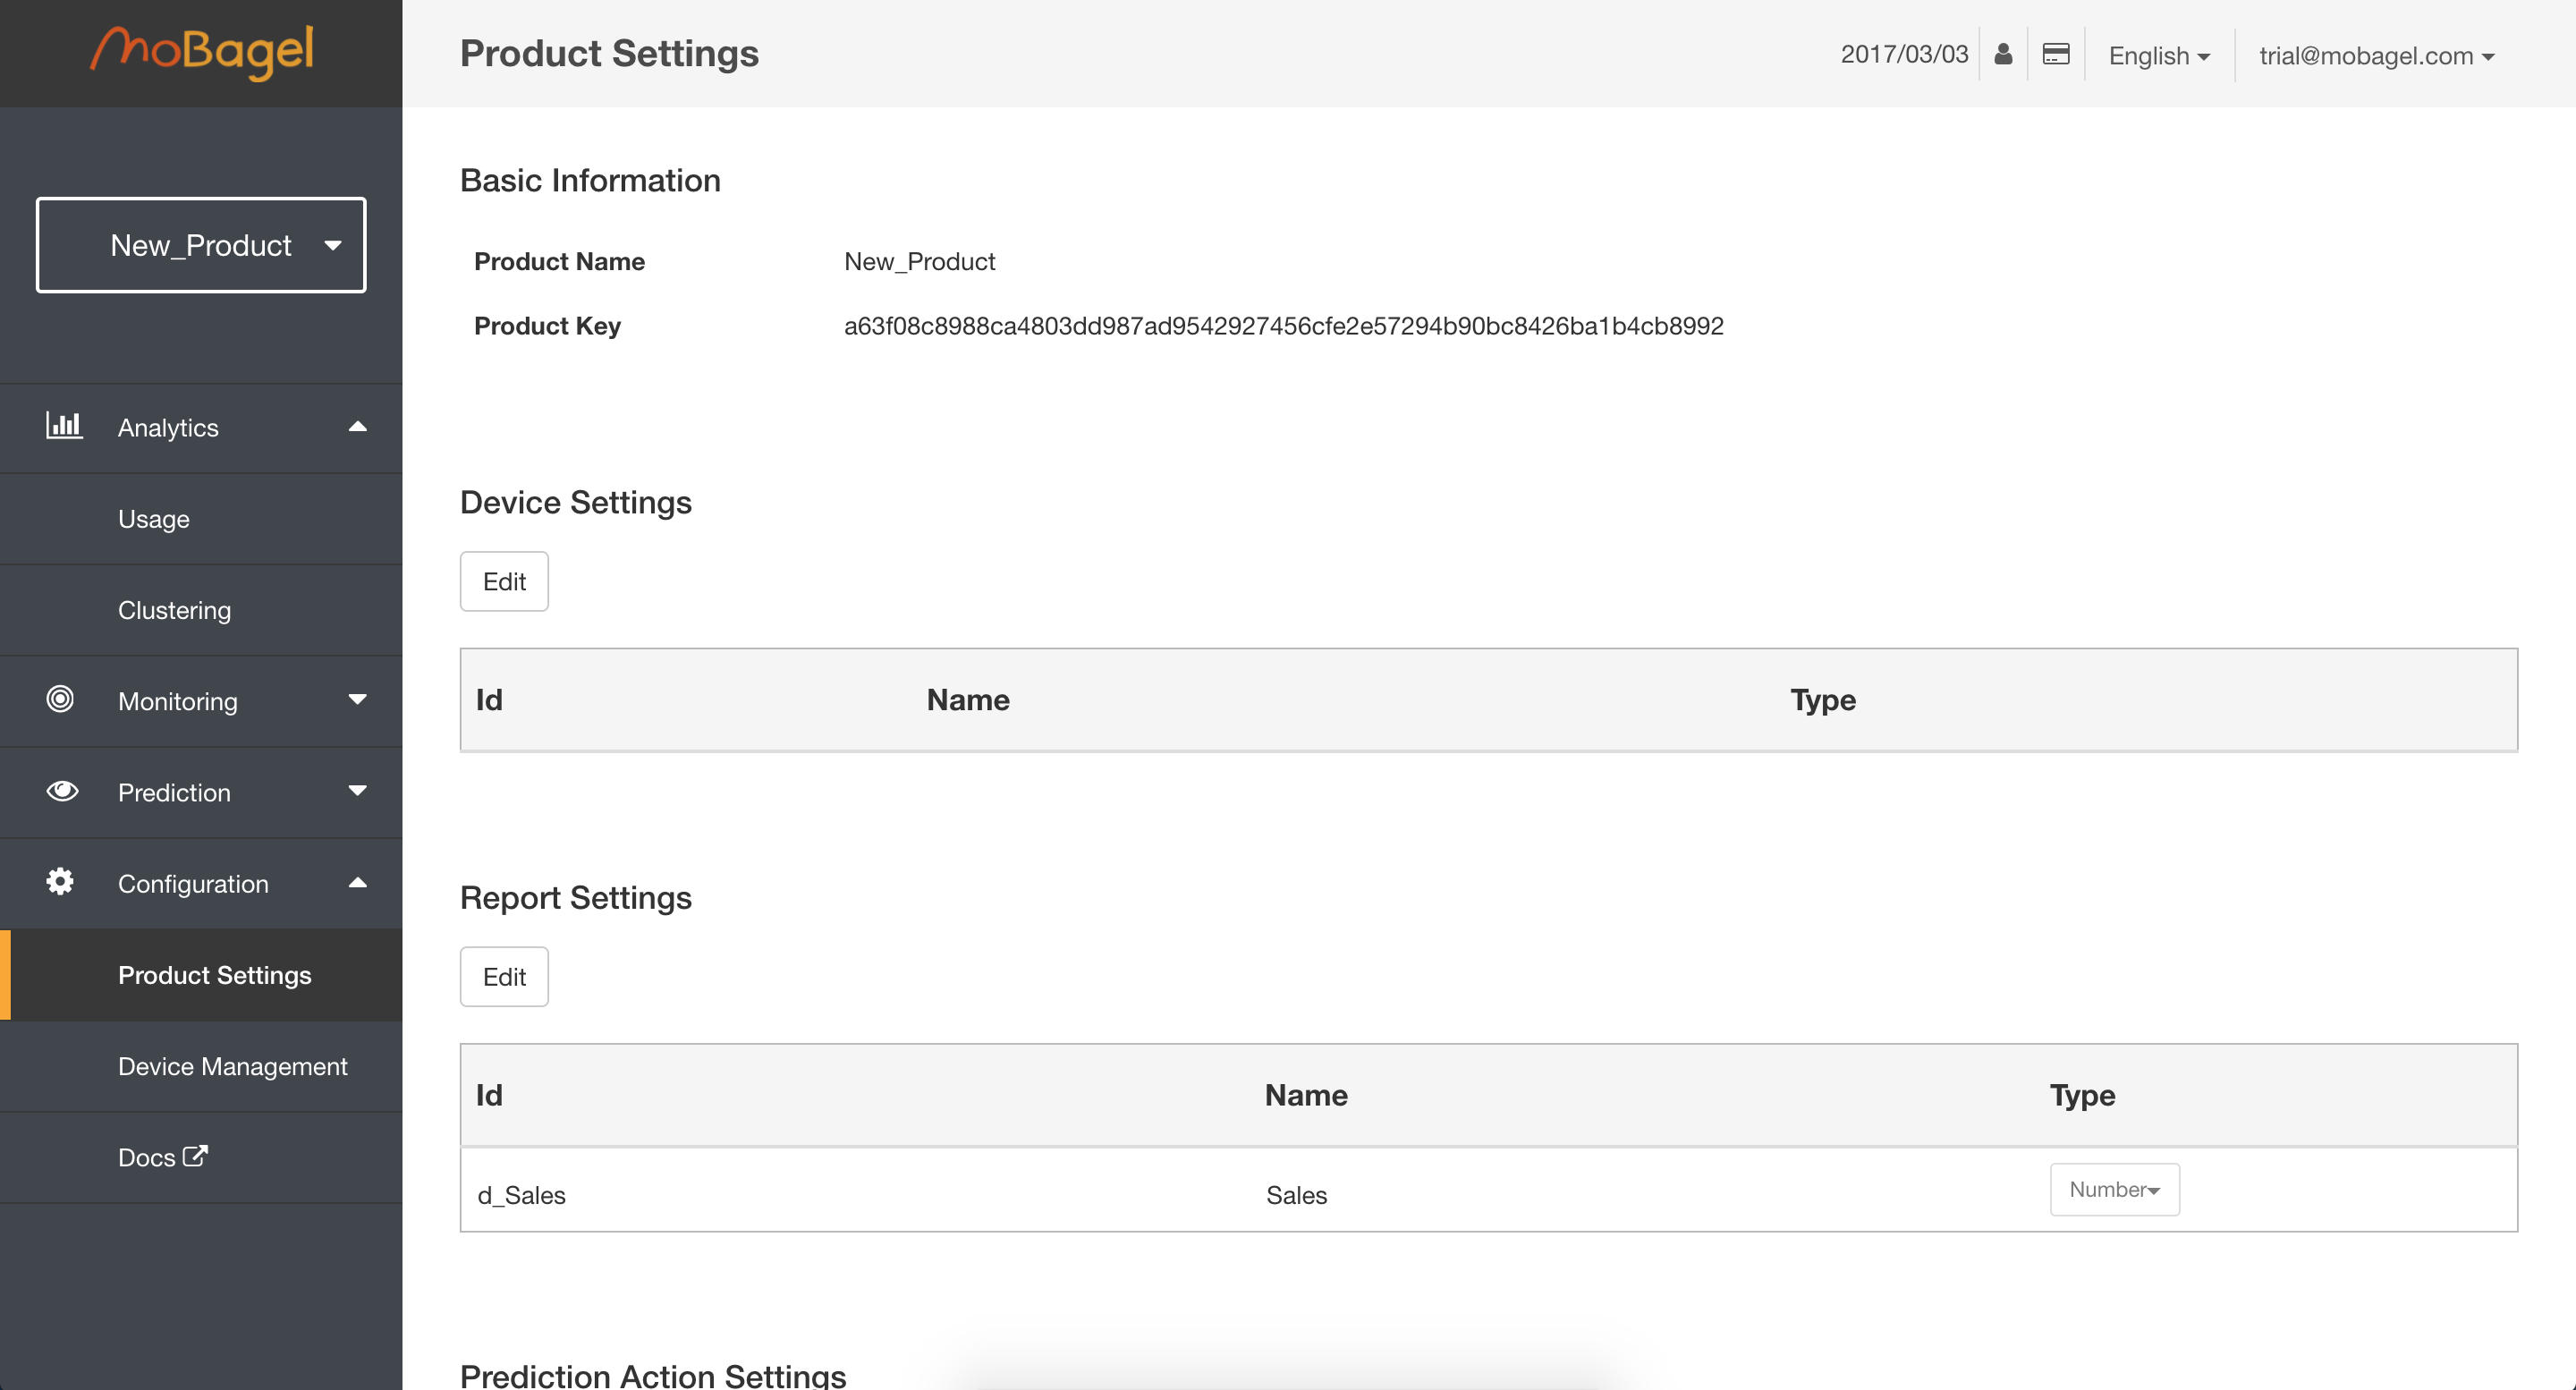 moBagel
Product Settings
2017/03/03
English
trial@mobagel.com
New_Product
Analytics
Usage
Clustering
Monitoring
Prediction
Configuration
Product Settings
Device Management
Docs
Basic Information
Product Name New_Product
Product Key a63f08c8988ca4803dd987ad9542927456cfe2e57294b90bc8426ba1b4cb8992
Device Settings
Edit
Id Name Type
Report Settings
Edit
Id Name Type
d_Sales Sales Number
Prediction Action Settings